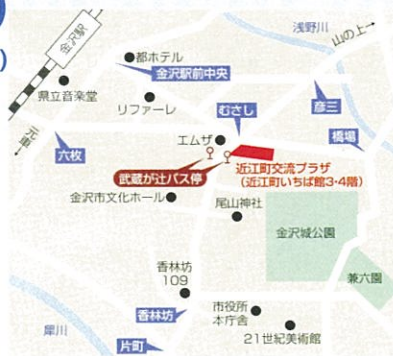 浅野川
山の上→
金沢駅
都ホテル
金沢駅前中央
県立音楽堂
リファーレ
むさし
彦三
元車
エムザ
橋場
六枚
武蔵が辻バス停
近江町交流プラザ
(近江町いちば館3・4階)
金沢市文化ホール
尾山神社
金沢城公園
香林坊
109
兼六園
市役所
本庁舎
香林坊
犀川
21世紀美術館
片町